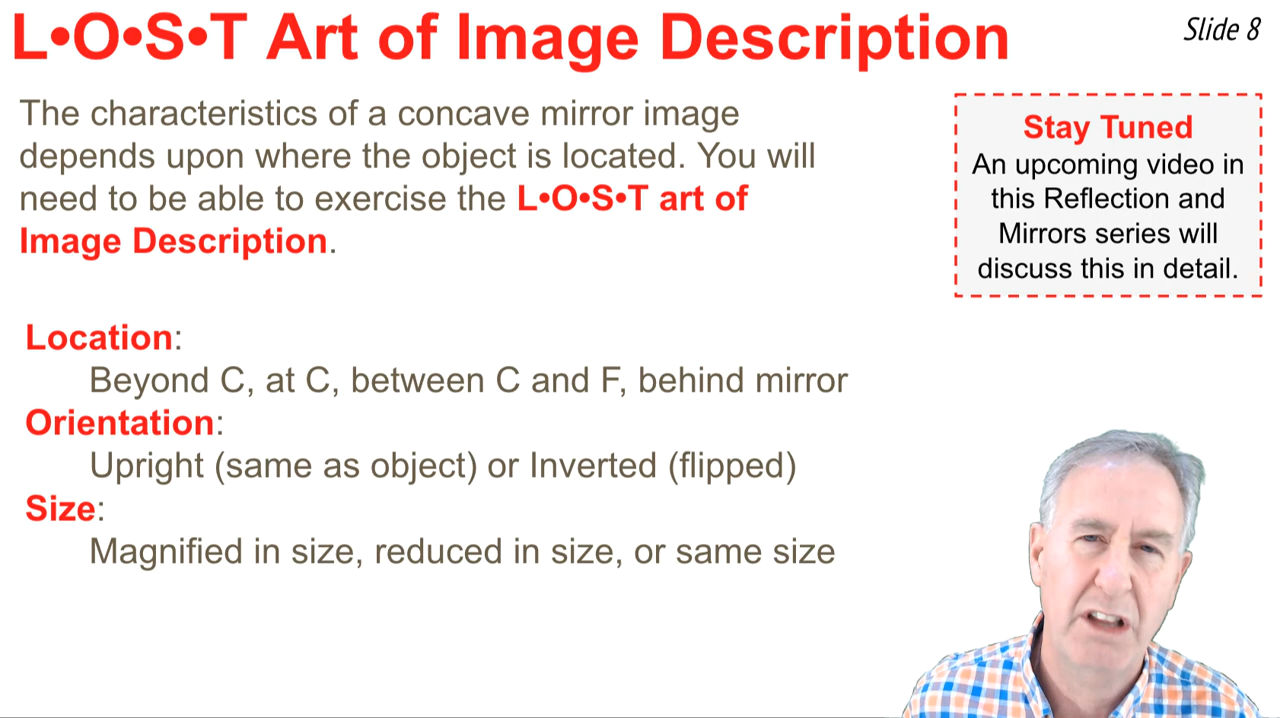 L•O•S•T Art of Image Description
Slide 8
The characteristics of a concave mirror image
depends upon where the object is located. You will
need to be able to exercise the L•O•S•T art of
Image Description.
Stay Tuned
An upcoming video in
this Reflection and
Mirrors series will
discuss this in detail.
Location:
Beyond C, at C, between C and F, behind mirror
Orientation:
Upright (same as object) or Inverted (flipped)
Size:
Magnified in size, reduced in size, or same size